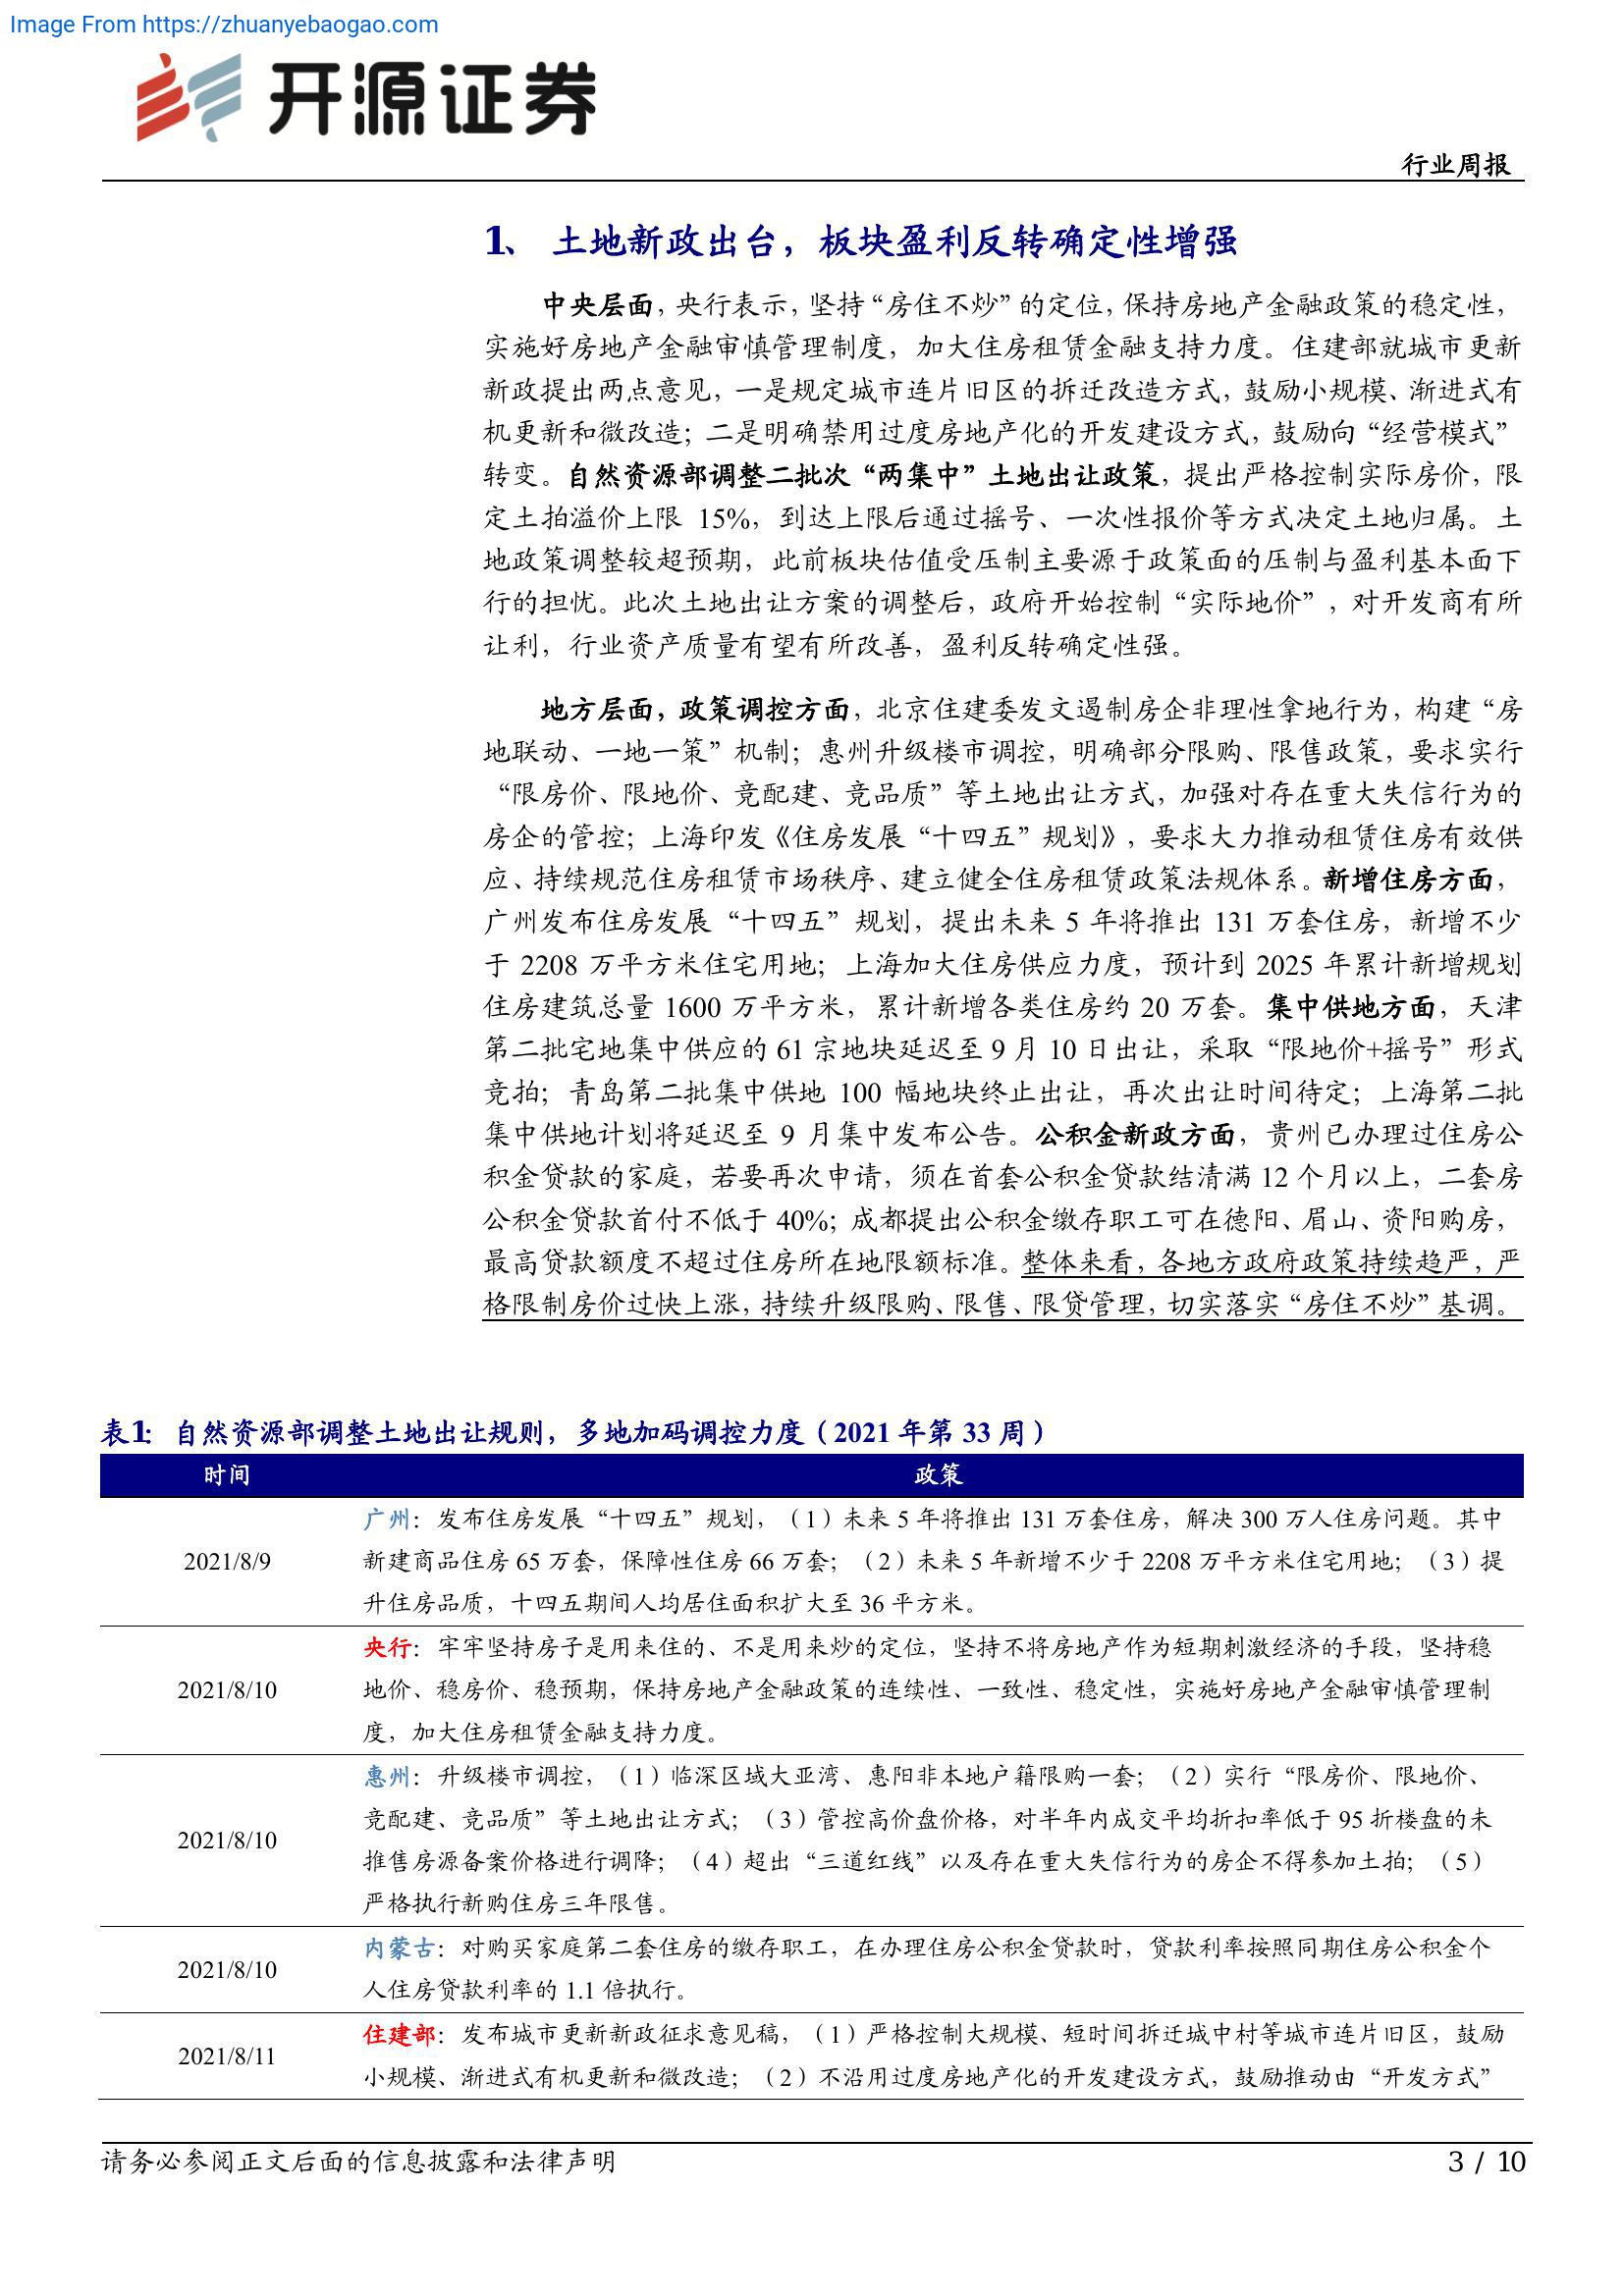 Image From https://zhuanyebaogao.com
开源证券
行业周报
1、 土地新政出台，板块盈利反转确定性增强
中央层面，央行表示，坚持“房住不炒”的定位，保持房地产金融政策的稳定性，
实施好房地产金融审慎管理制度，加大住房租赁金融支持力度。住建部就城市更新
新政提出两点意见，一是规定城市连片旧区的拆迁改造方式，鼓励小规模、渐进式有
机更新和微改造；二是明确禁用过度房地产化的开发建设方式，鼓励向“经营模式”
转变。自然资源部调整二批次“两集中”土地出让政策，提出严格控制实际房价，限
定土拍溢价上限 15%，到达上限后通过摇号、一次性报价等方式决定土地归属。土
地政策调整较超预期，此前板块估值受压制主要源于政策面的压制与盈利基本面下
行的担忧。此次土地出让方案的调整后，政府开始控制“实际地价”，对开发商有所
让利，行业资产质量有望有所改善，盈利反转确定性强。
地方层面，政策调控方面，北京住建委发文遏制房企非理性拿地行为，构建“房
地联动、一地一策”机制；惠州升级楼市调控，明确部分限购、限售政策，要求实行
“限房价、限地价、竞配建、竞品质”等土地出让方式，加强对存在重大失信行为的
房企的管控；上海印发《住房发展“十四五”规划》，要求大力推动租赁住房有效供
应、持续规范住房租赁市场秩序、建立健全住房租赁政策法规体系。新增住房方面，
广州发布住房发展“十四五”规划，提出未来 5 年将推出 131 万套住房，新增不少
于 2208 万平方米住宅用地；上海加大住房供应力度，预计到 2025 年累计新增规划
住房建筑总量 1600 万平方米，累计新增各类住房约 20 万套。集中供地方面，天津
第二批宅地集中供应的 61 宗地块延迟至 9 月 10 日出让，采取“限地价+摇号”形式
竞拍；青岛第二批集中供地 100 幅地块终止出让，再次出让时间待定；上海第二批
集中供地计划将延迟至 9 月集中发布公告。公积金新政方面，贵州已办理过住房公
积金贷款的家庭，若要再次申请，须在首套公积金贷款结清满 12 个月以上，二套房
公积金贷款首付不低于 40%；成都提出公积金缴存职工可在德阳、眉山、资阳购房，
最高贷款额度不超过住房所在地限额标准。整体来看，各地方政府政策持续趋严，严
格限制房价过快上涨，持续升级限购、限售、限贷管理，切实落实“房住不炒”基调。
表1： 自然资源部调整土地出让规则，多地加码调控力度（2021 年第 33 周）
时间 政策
2021/8/9
广州：发布住房发展“十四五”规划，（1）未来 5 年将推出 131 万套住房，解决 300 万人住房问题。其中
新建商品住房 65 万套，保障性住房 66 万套；（2）未来 5 年新增不少于 2208 万平方米住宅用地；（3）提
升住房品质，十四五期间人均居住面积扩大至 36 平方米。
2021/8/10
央行：牢牢坚持房子是用来住的、不是用来炒的定位，坚持不将房地产作为短期刺激经济的手段，坚持稳
地价、稳房价、稳预期，保持房地产金融政策的连续性、一致性、稳定性，实施好房地产金融审慎管理制
度，加大住房租赁金融支持力度。
2021/8/10
惠州：升级楼市调控，（1）临深区域大亚湾、惠阳非本地户籍限购一套；（2）实行“限房价、限地价、
竞配建、竞品质”等土地出让方式；（3）管控高价盘价格，对半年内成交平均折扣率低于 95 折楼盘的未
推售房源备案价格进行调降；（4）超出“三道红线”以及存在重大失信行为的房企不得参加土拍；（5）
严格执行新购住房三年限售。
2021/8/10
内蒙古：对购买家庭第二套住房的缴存职工，在办理住房公积金贷款时，贷款利率按照同期住房公积金个
人住房贷款利率的 1.1 倍执行。
2021/8/11
住建部：发布城市更新新政征求意见稿，（1）严格控制大规模、短时间拆迁城中村等城市连片旧区，鼓励
小规模、渐进式有机更新和微改造；（2）不沿用过度房地产化的开发建设方式，鼓励推动由“开发方式”
请务必参阅正文后面的信息披露和法律声明
3 / 10